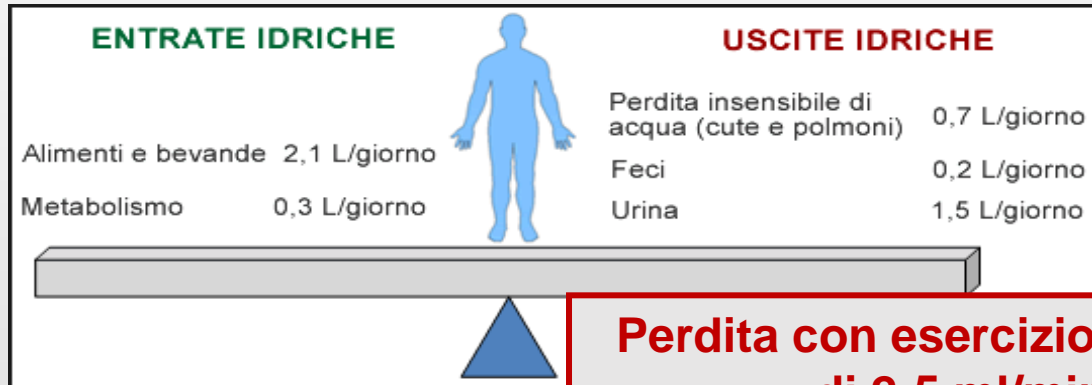 ENTRATE IDRICHE
Alimenti e bevande 2,1 L/giorno
Metabolismo 0,3 L/giorno
USCITE IDRICHE
Perdita insensibile di
acqua (cute e polmoni) 0,7 L/giorno
Feci 0,2 L/giorno
Urina 1,5 L/giorno
Perdita con esercizio